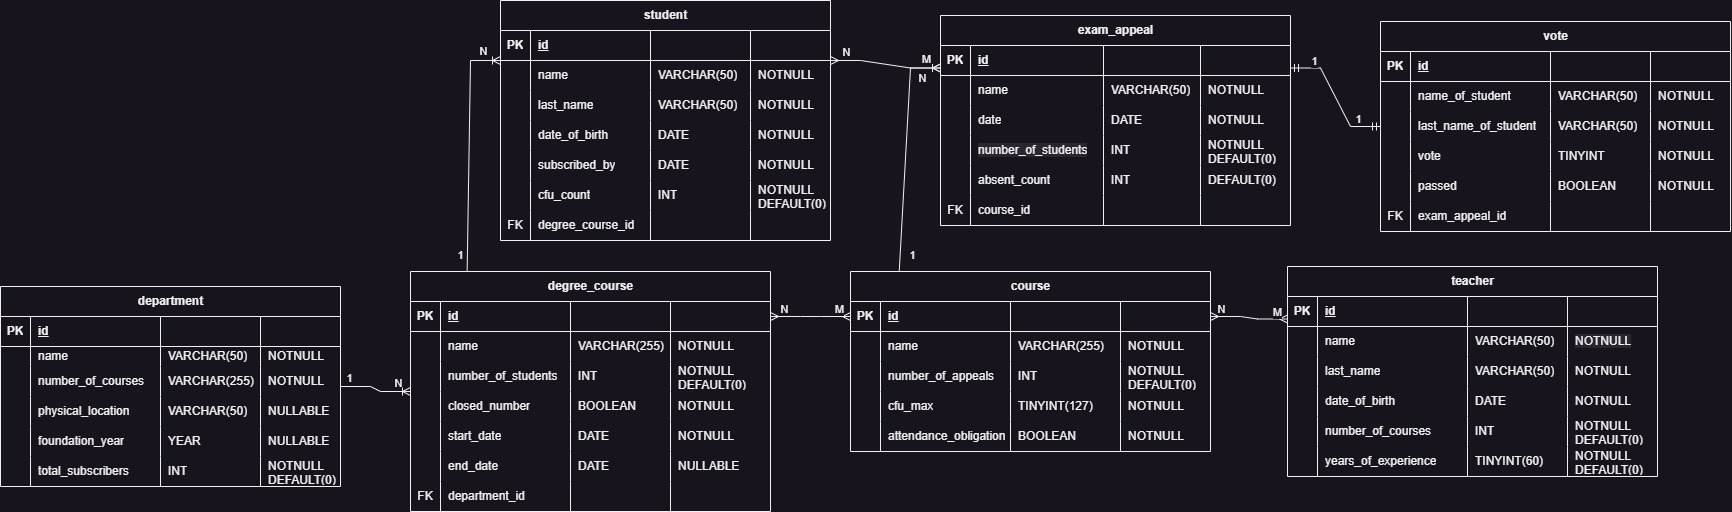 student
PK id
name VARCHAR(50) NOTNULL
last_name VARCHAR(50) NOTNULL
date_of_birth DATE NOTNULL
subscribed_by DATE NOTNULL
cfu_count INT NOTNULL
DEFAULT(0)
FK degree_course_id
N
N
M
N
exam_appeal
PK id
name VARCHAR(50) NOTNULL
date DATE NOTNULL
number_of_students INT NOTNULL
DEFAULT(0)
absent_count INT DEFAULT(0)
FK course_id
1
1
vote
PK id
name_of_student VARCHAR(50) NOTNULL
last_name_of_student VARCHAR(50) NOTNULL
vote TINYINT NOTNULL
passed BOOLEAN NOTNULL
FK exam_appeal_id
1
1
department
PK id
name VARCHAR(50) NOTNULL
number_of_courses VARCHAR(255) NOTNULL
physical_location VARCHAR(50) NULLABLE
foundation_year YEAR NULLABLE
total_subscribers INT NOTNULL
DEFAULT(0)
1
N
degree_course
PK id
name VARCHAR(255) NOTNULL
number_of_students INT NOTNULL
DEFAULT(0)
closed_number BOOLEAN NOTNULL
start_date DATE NOTNULL
end_date DATE NULLABLE
FK department_id
N
M
course
PK id
name VARCHAR(255) NOTNULL
number_of_appeals INT NOTNULL
DEFAULT(0)
cfu_max TINYINT(127) NOTNULL
attendance_obligation BOOLEAN NOTNULL
N
M
teacher
PK id
name VARCHAR(50) NOTNULL
last_name VARCHAR(50) NOTNULL
date_of_birth DATE NOTNULL
number_of_courses INT NOTNULL
DEFAULT(0)
years_of_experience TINYINT(60) NOTNULL
DEFAULT(0)